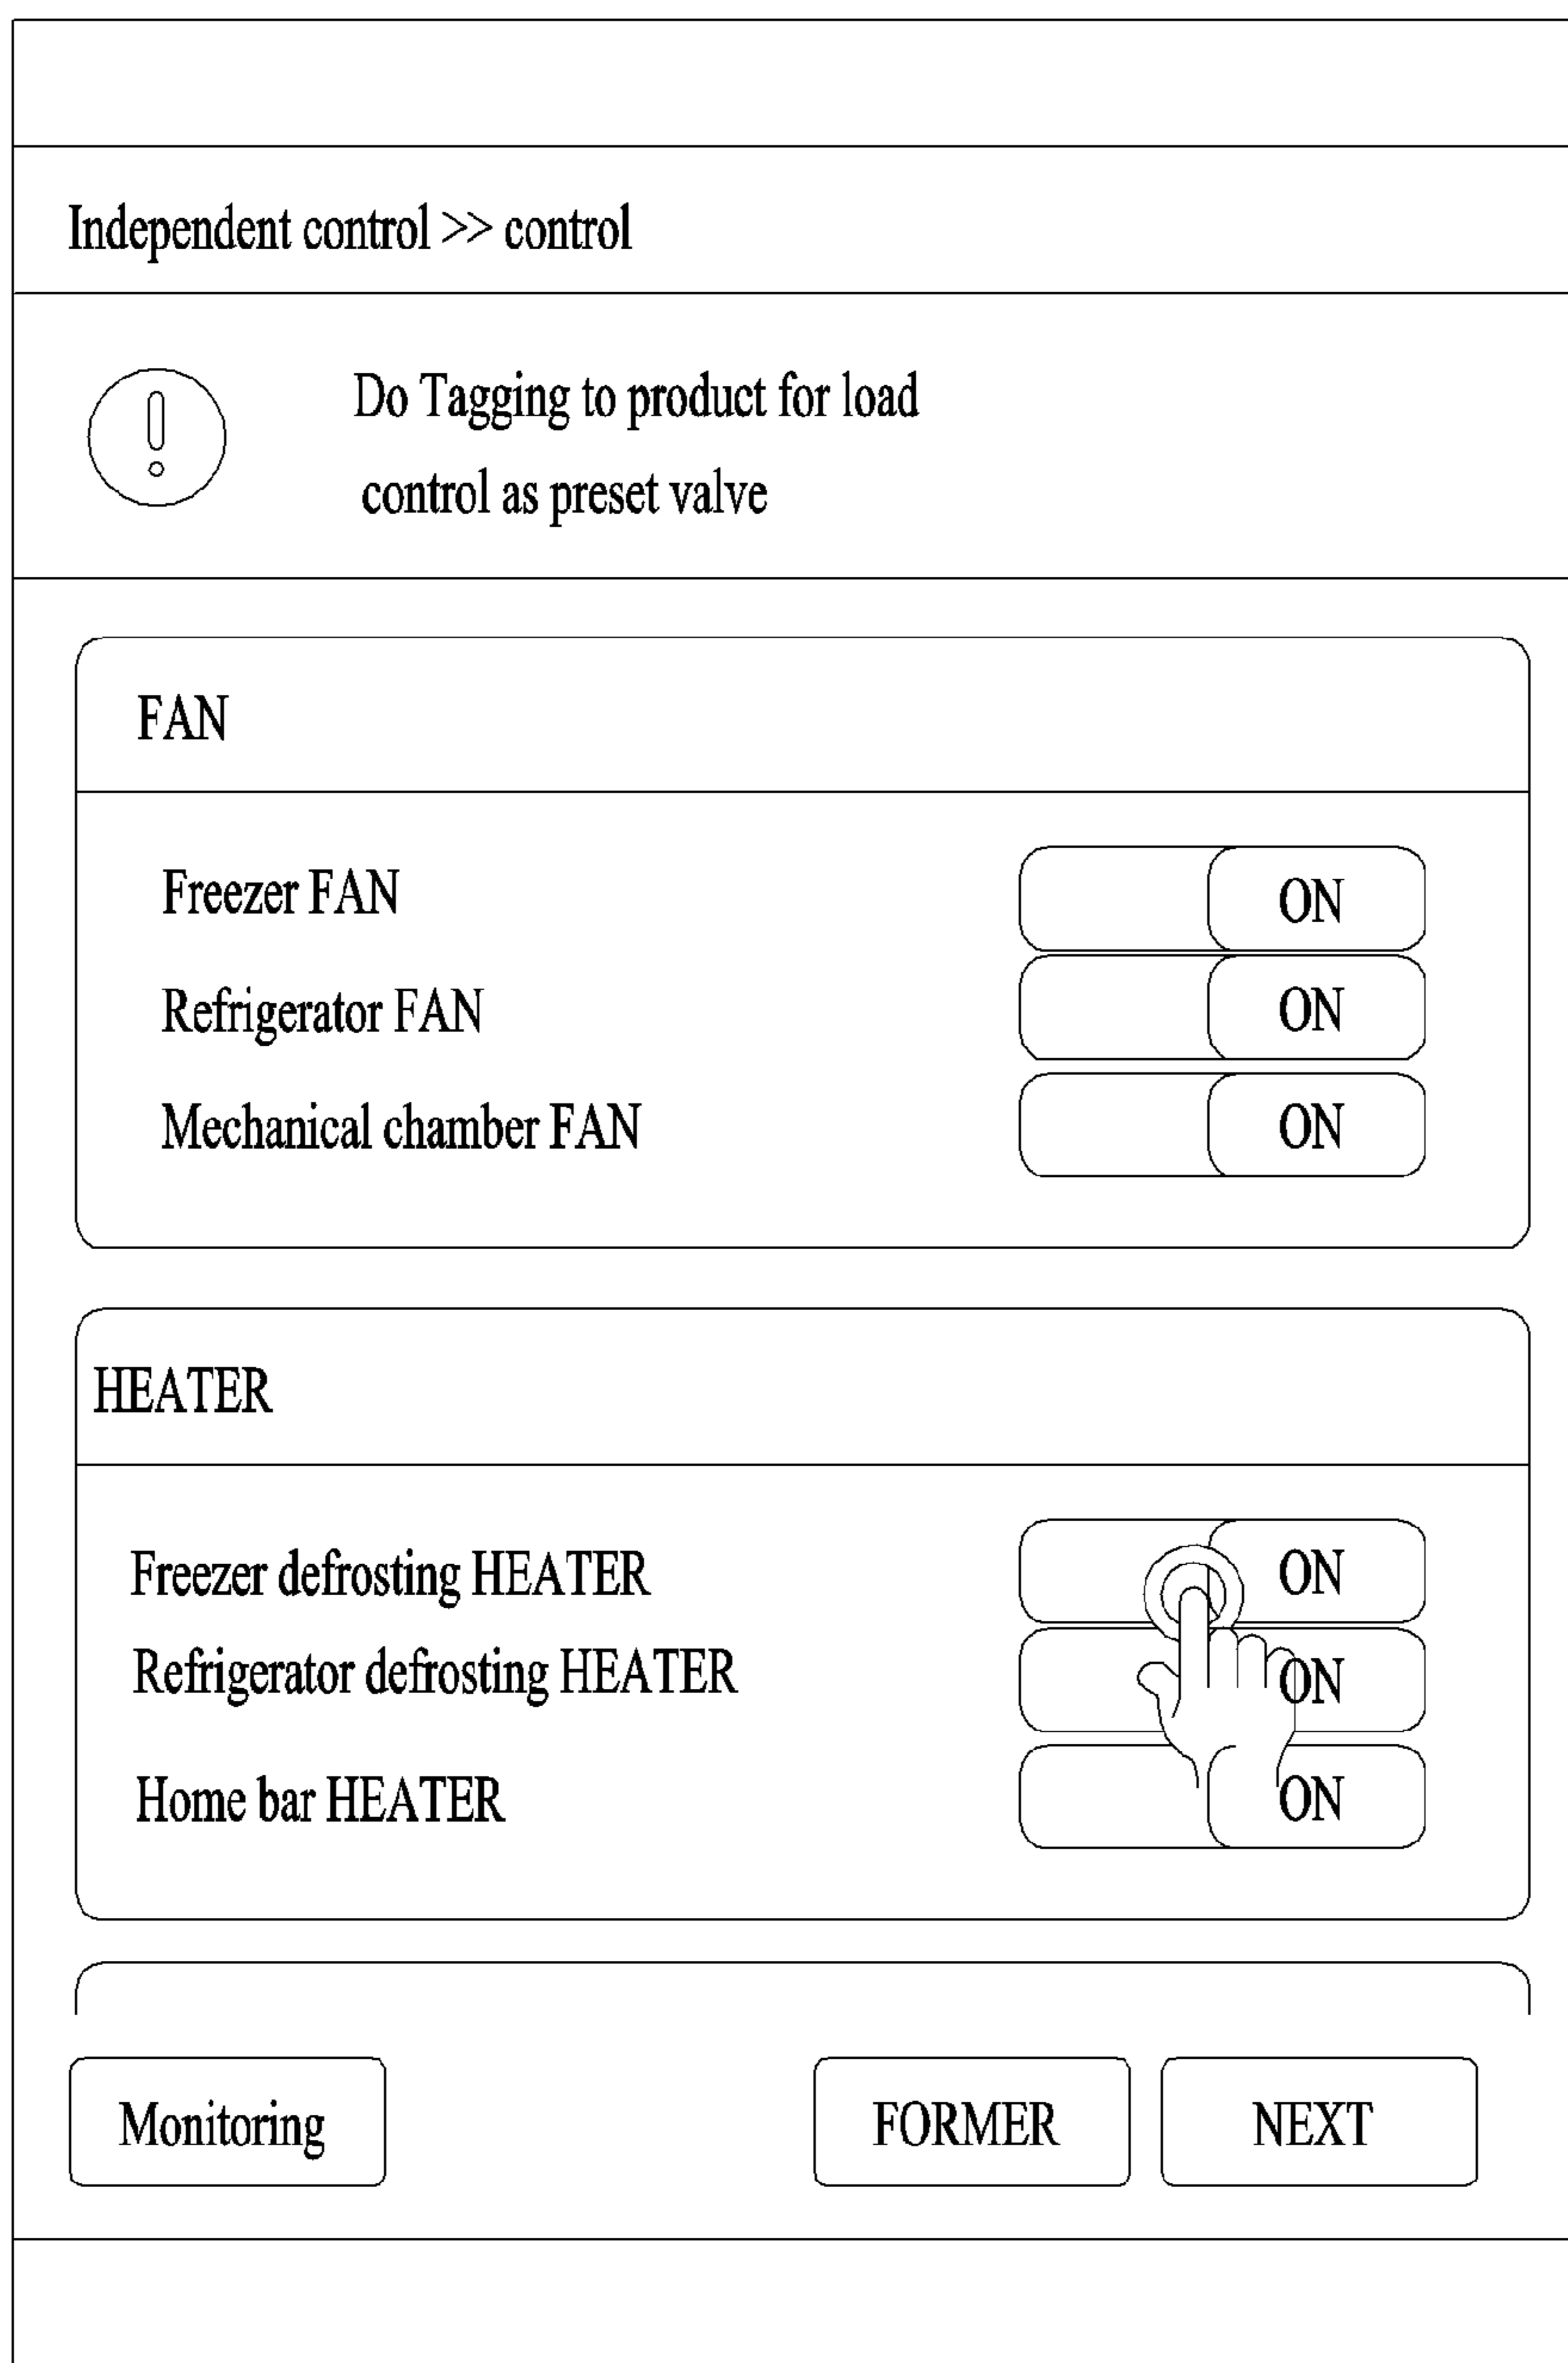 Independent control >> control
Do Tagging to product for load
control as preset valve
FAN
Freezer FAN ON
Refrigerator FAN ON
Mechanical chamber FAN ON
HEATER
Freezer defrosting HEATER ON
Refrigerator defrosting HEATER ON
Home bar HEATER ON
Monitoring FORMER NEXT